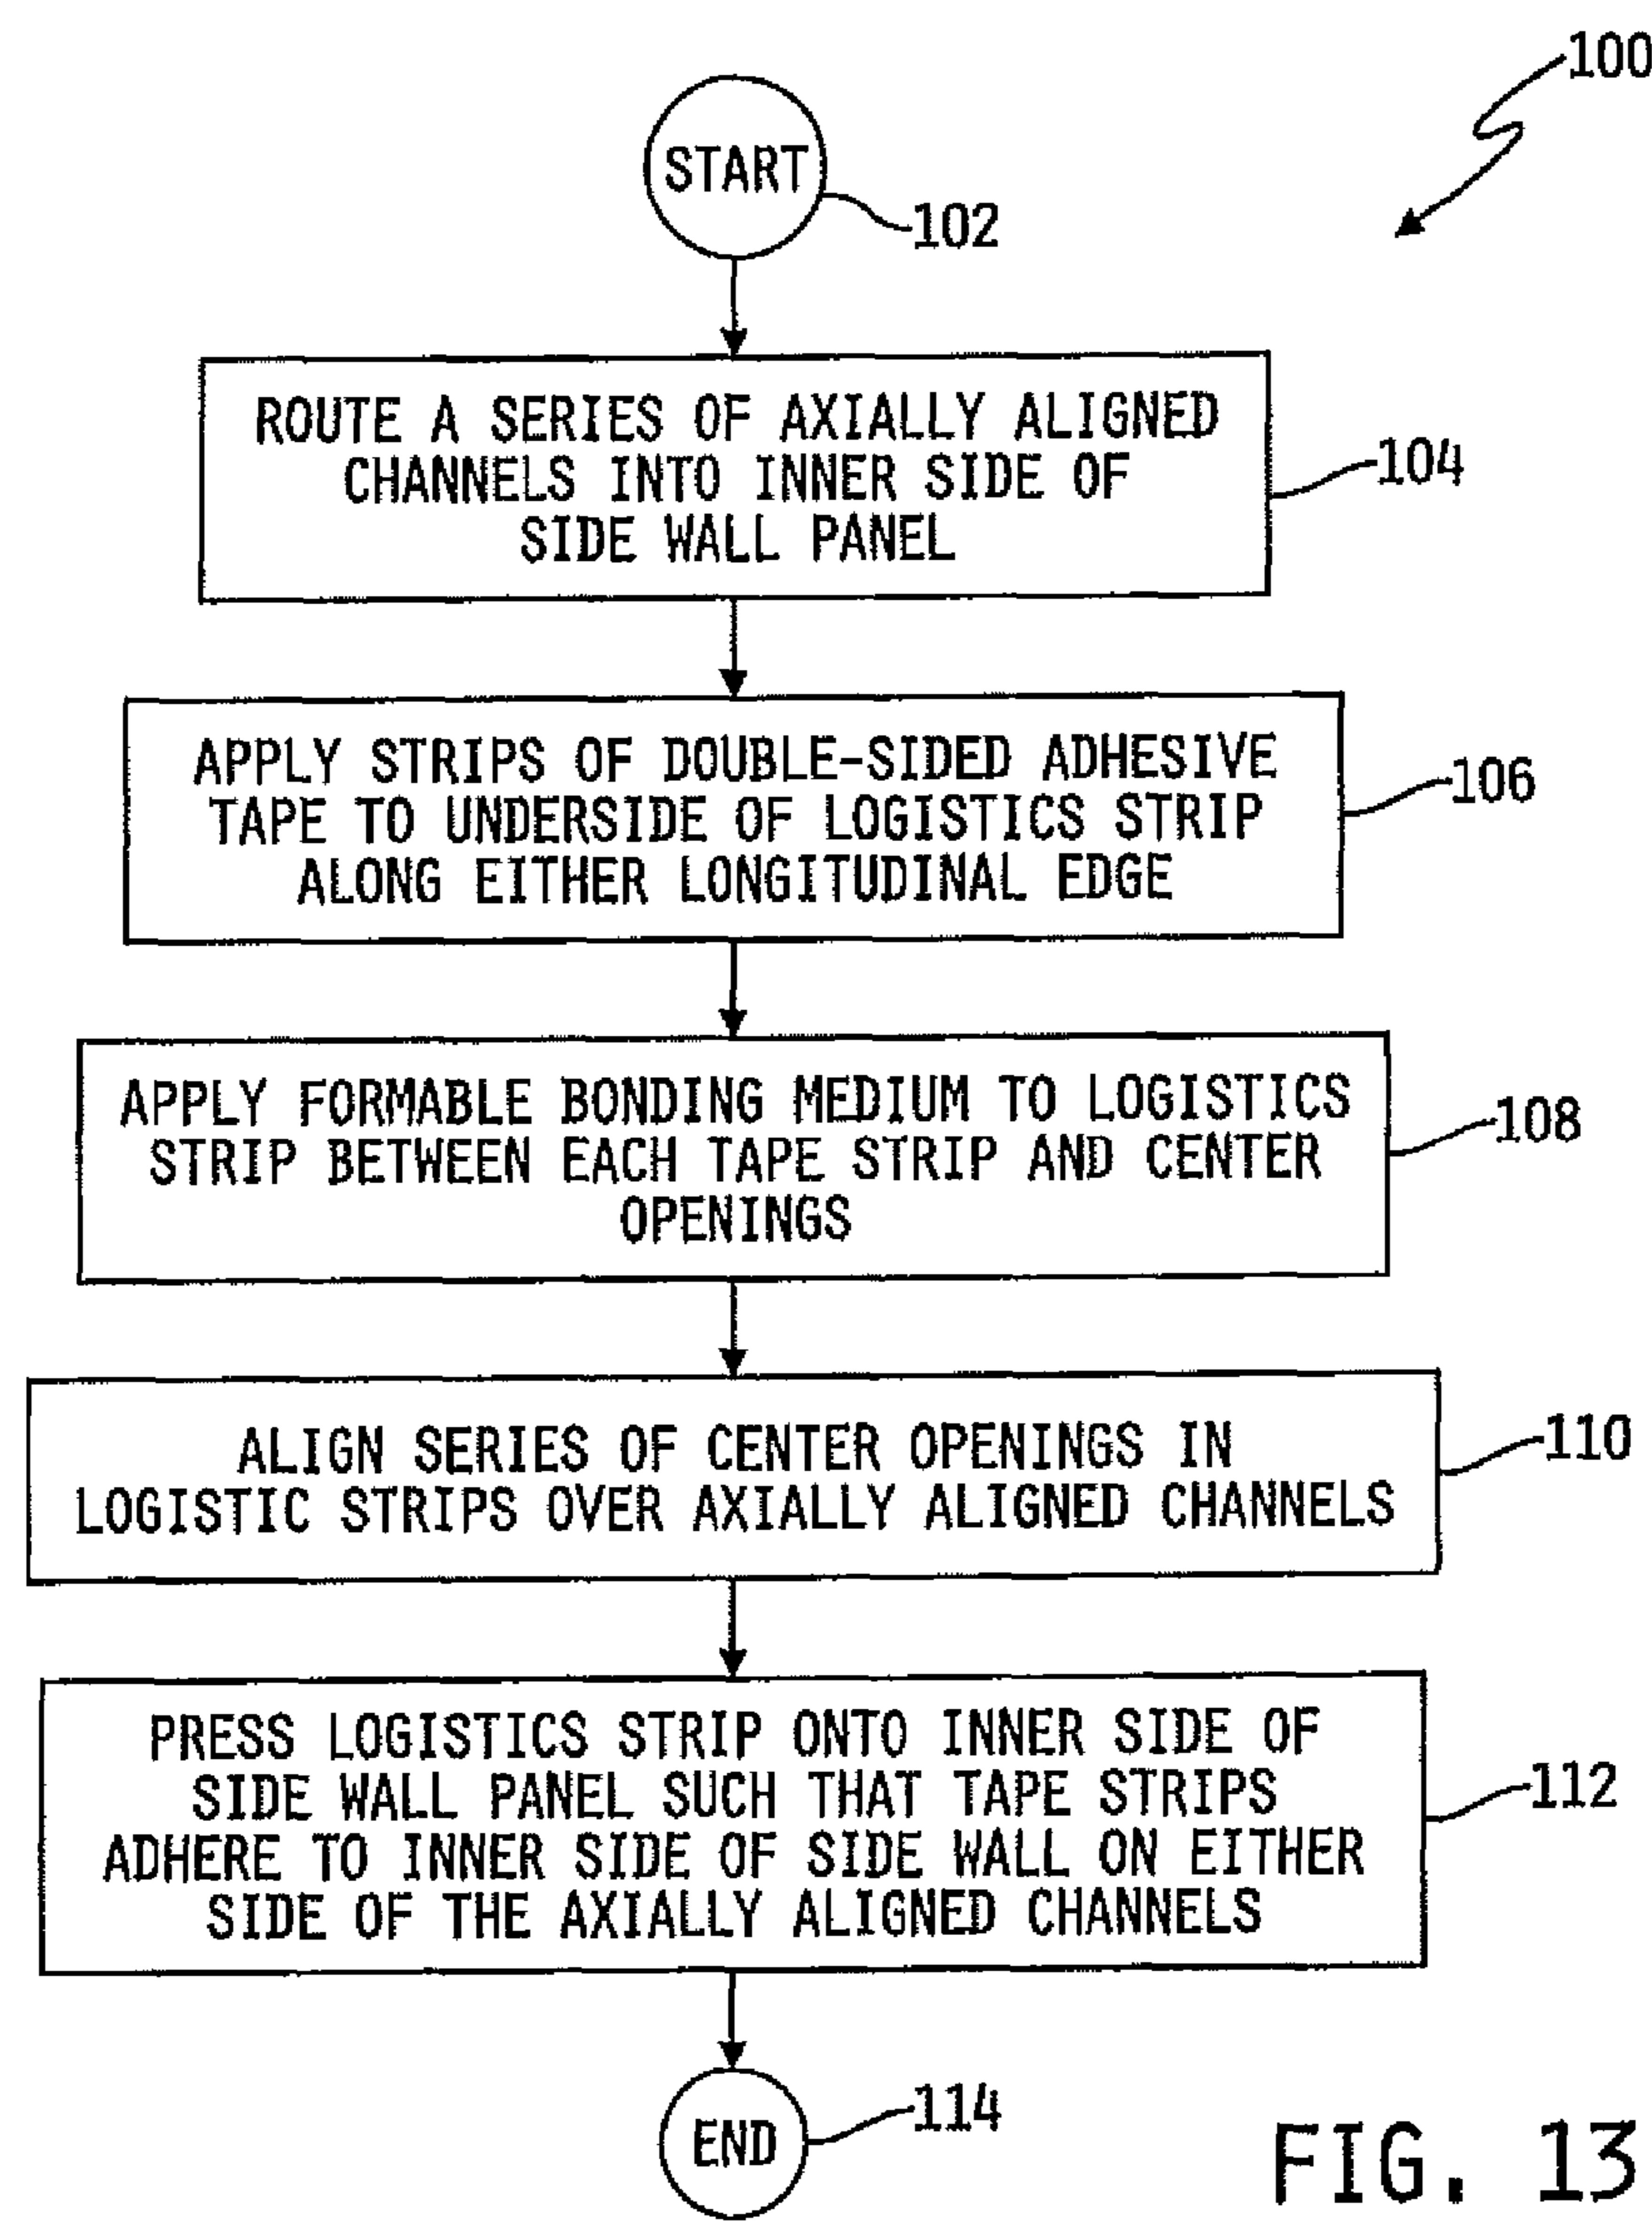 100
START
102
ROUTE A SERIES OF AXIALLY ALIGNED
CHANNELS INTO INNER SIDE OF
SIDE WALL PANEL
104
APPLY STRIPS OF DOUBLE-SIDED ADHESIVE
TAPE TO UNDERSIDE OF LOGISTICS STRIP
ALONG EITHER LONGITUDINAL EDGE
106
APPLY FORMABLE BONDING MEDIUM TO LOGISTICS
STRIP BETWEEN EACH TAPE STRIP AND CENTER
OPENINGS
108
ALIGN SERIES OF CENTER OPENINGS IN
LOGISTIC STRIPS OVER AXIALLY ALIGNED CHANNELS
110
PRESS LOGISTICS STRIP ONTO INNER SIDE OF
SIDE WALL PANEL SUCH THAT TAPE STRIPS
ADHERE TO INNER SIDE OF SIDE WALL ON EITHER
SIDE OF THE AXIALLY ALIGNED CHANNELS
112
END
114
FIG. 13